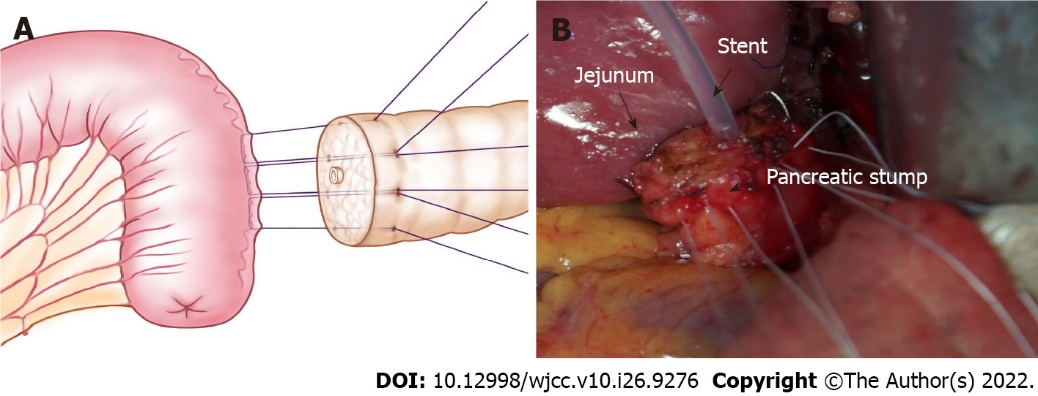 A
B
Stent
Jejunum
Pancreatic stump
DOI: 10.12998/wjcc.v10.i26.9276 Copyright ©The Author(s) 2022.